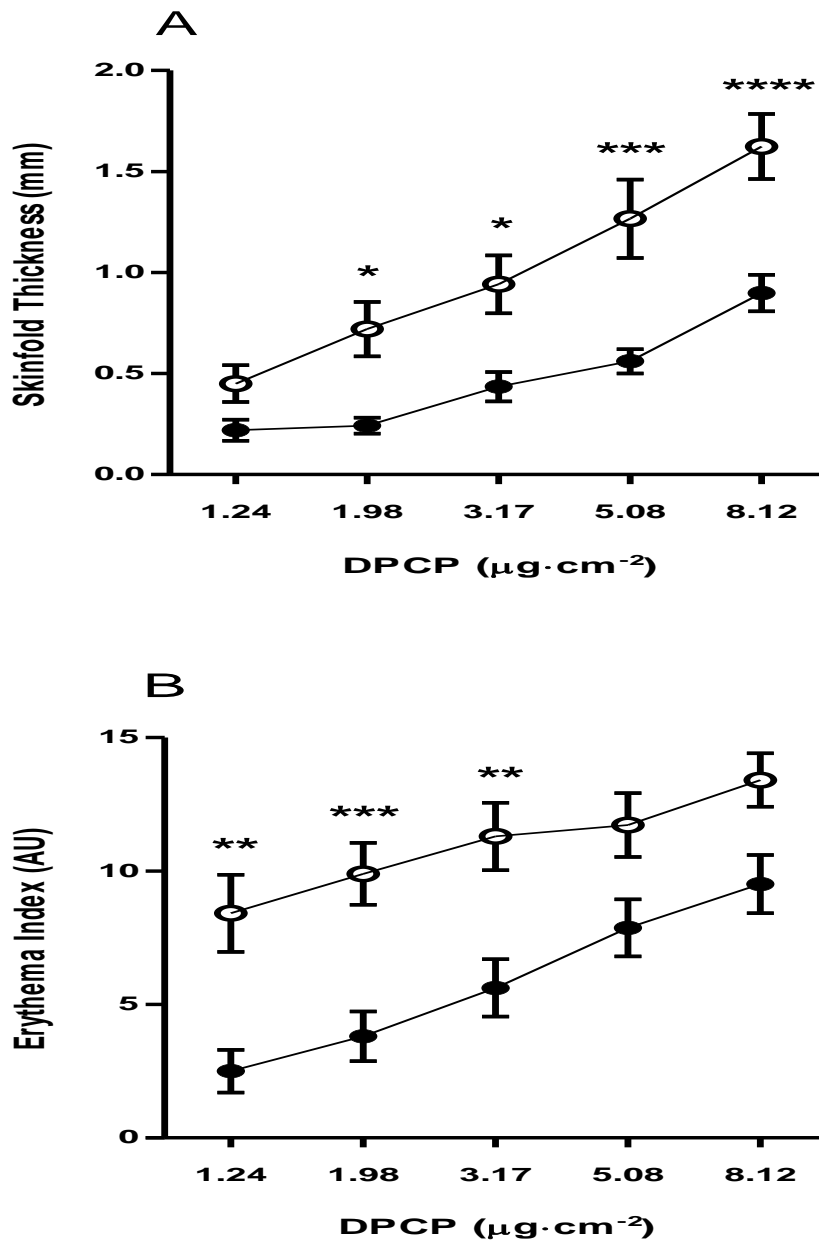 A
2.0
****
***
1.5
*
*
1.0
0.5
0.0
Skinfold Thickness (mm)
1.24 1.98 3.17 5.08 8.12
DPCP (μg·cm⁻²)
B
15
**
***
**
10
5
0
Erythema Index (AU)
1.24 1.98 3.17 5.08 8.12
DPCP (μg·cm⁻²)